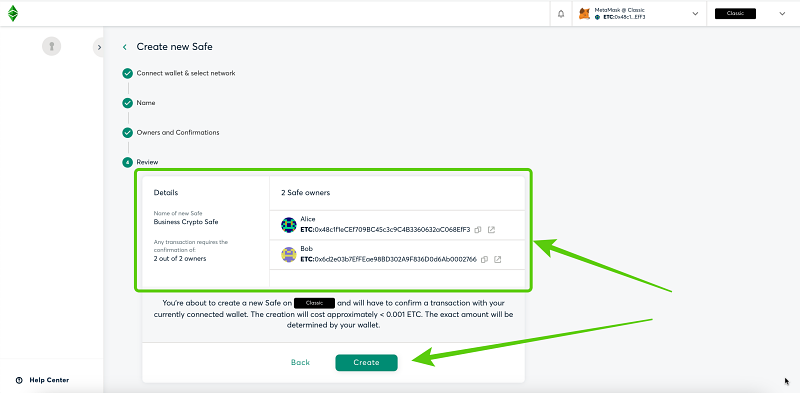 MetaMask @ Classic
ETC:0x48c1...EfF3
Classic
Create new Safe
Connect wallet & select network
Name
Owners and Confirmations
4
Review
Details
Name of new Safe
Business Crypto Safe
Any transaction requires the
confirmation of:
2 out of 2 owners
2 Safe owners
Alice
ETC:0x48c1f1eCEf709BC45c3c9C4B3360632aC068EfF3
Bob
ETC:0x6d2e03b7EfFEae98BD302A9F836D0d6Ab0002766
You're about to create a new Safe on Classic and will have to confirm a transaction with your
currently connected wallet. The creation will cost approximately < 0.001 ETC. The exact amount will be
determined by your wallet.
Back
Create
Help Center